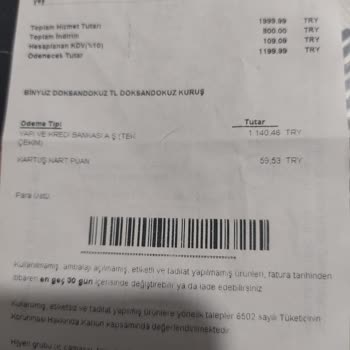 Toplam Hizmet Tutarı 1999.99 TRY
Toplam İndirim 800.00 TRY
Hesaplanan KDV(%10) 109.09 TRY
Ödenecek Tutar 1199.99 TRY
BİNYÜZ DOKSANDOKUZ TL DOKSANDOKUZ KURUŞ
Ödeme Tipi Tutar
YAPI VE KREDİ BANKASI A.Ş (TEK 1.140,46 TRY
ÇEKİM)
KARTUŞ KART PUAN 59,53 TRY
Para Üstü
Kullanılmamış, ambalajı açılmamış, etiketli ve tadilat yapılmamış ürünleri, fatura tarihinden
itibaren en geç 30 gün içerisinde değiştirebilir ya da iade edebilirsiniz.
Kullanılmış, etiketsiz ve tadilat yapılmış ürünlere yönelik talepler 6502 sayılı Tüketicinin
Korunması Hakkında Kanun kapsamında değerlendirilmektedir.
Hijyen grubu